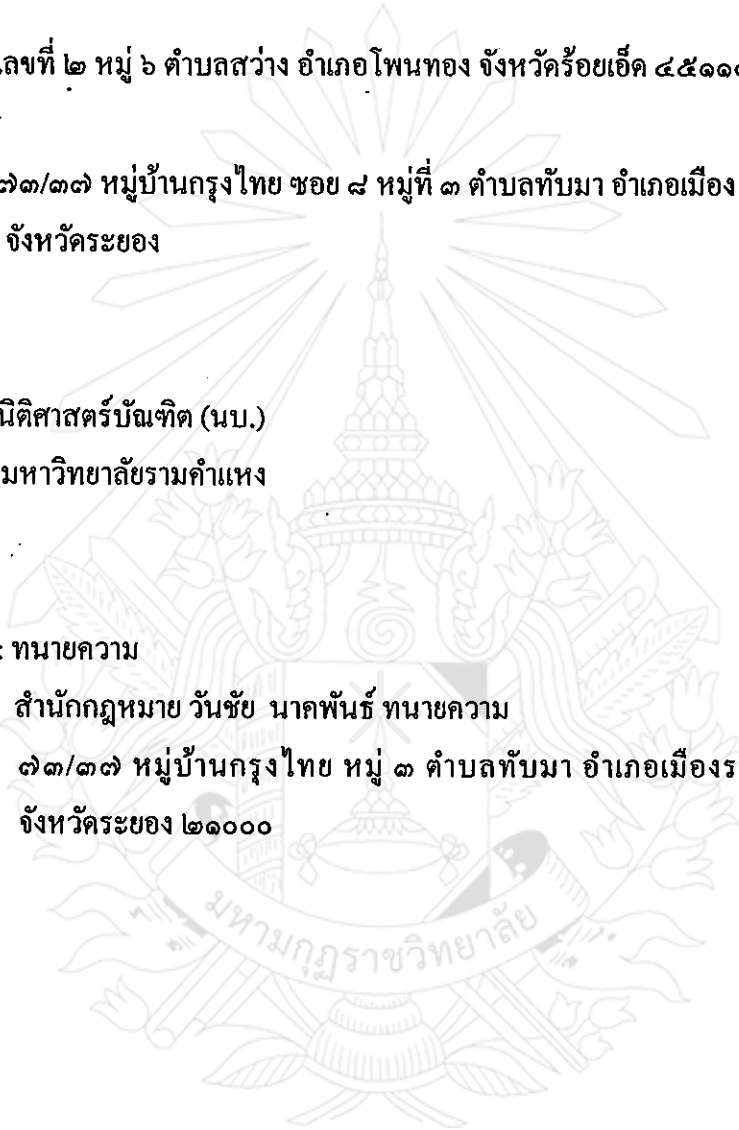 เลขที่ ๒ หมู่ ๖ ตำบลสว่าง อำเภอโพนทอง จังหวัดร้อยเอ็ด ๔๕๑๑๐
๗๓/๓๗ หมู่บ้านกรุงไทย ซอย ๘ หมู่ที่ ๓ ตำบลทับมา อำเภอเมือง
จังหวัดระยอง
นิติศาสตร์บัณฑิต (นบ.)
มหาวิทยาลัยรามคำแหง
: ทนายความ
สำนักกฎหมาย วันชัย นาคพันธ์ ทนายความ
๗๓/๓๗ หมู่บ้านกรุงไทย หมู่ ๓ ตำบลทับมา อำเภอเมืองร
จังหวัดระยอง ๒๑๐๐๐
มหามกุฏราชวิทยาลัย